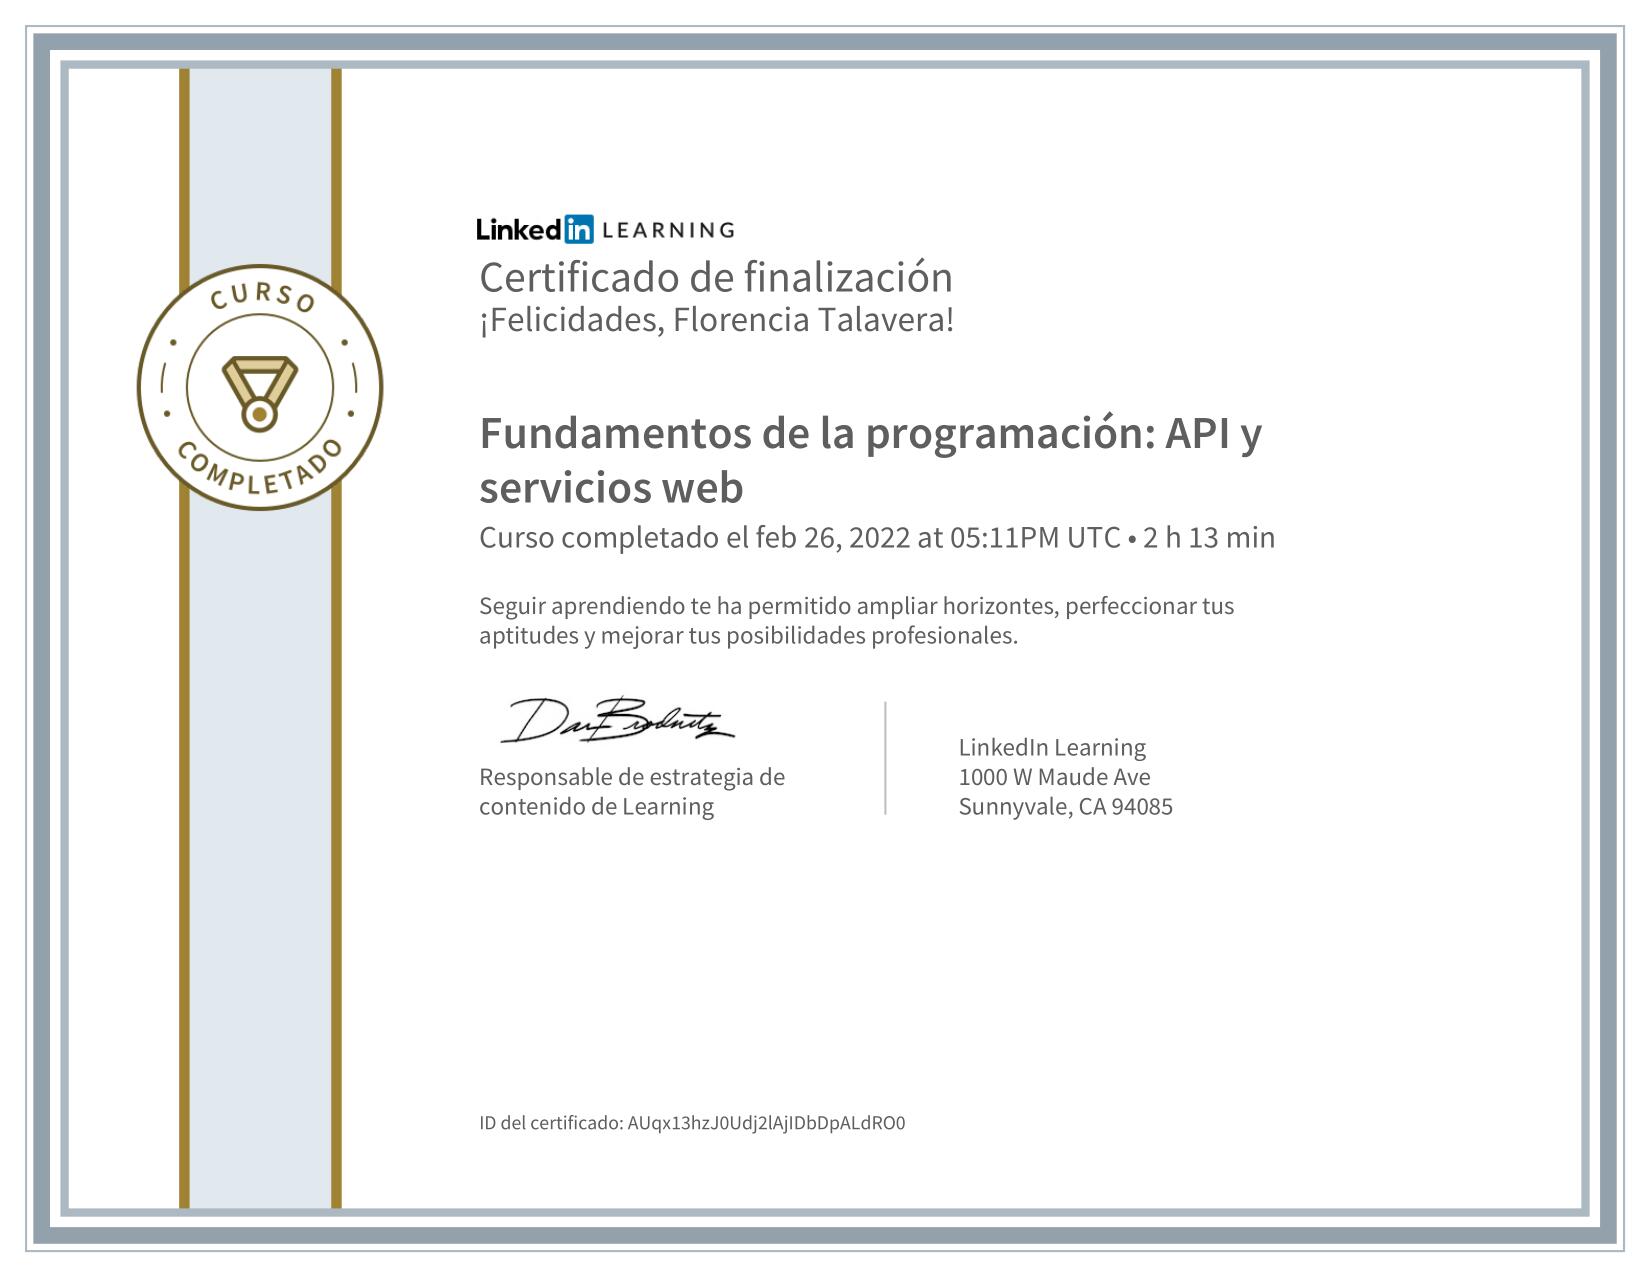 CURSO
COMPLETADO
Linkedin LEARNING
Certificado de finalización
¡Felicidades, Florencia Talavera!
Fundamentos de la programación: API y
servicios web
Curso completado el feb 26, 2022 at 05:11PM UTC • 2 h 13 min
Seguir aprendiendo te ha permitido ampliar horizontes, perfeccionar tus
aptitudes y mejorar tus posibilidades profesionales.
Dan Brodnitz
Responsable de estrategia de
contenido de Learning
LinkedIn Learning
1000 W Maude Ave
Sunnyvale, CA 94085
ID del certificado: AUqx13hzJ0Udj2lAjIDbDpALdRO0